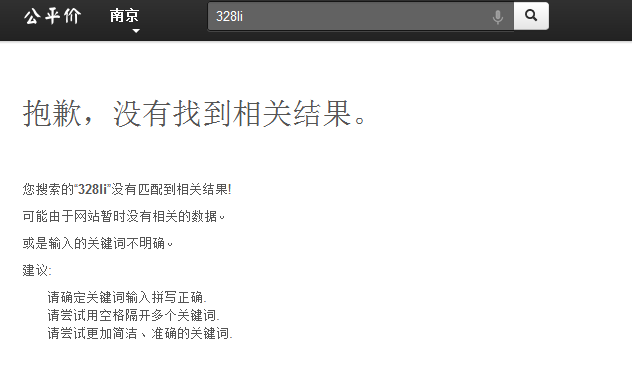 公平价 南京 328li
抱歉，没有找到相关结果。
您搜索的“328li”没有匹配到相关结果!
可能由于网站暂时没有相关的数据。
或是输入的关键词不明确。
建议:
请确定关键词输入拼写正确.
请尝试用空格隔开多个关键词.
请尝试更加简洁、准确的关键词.